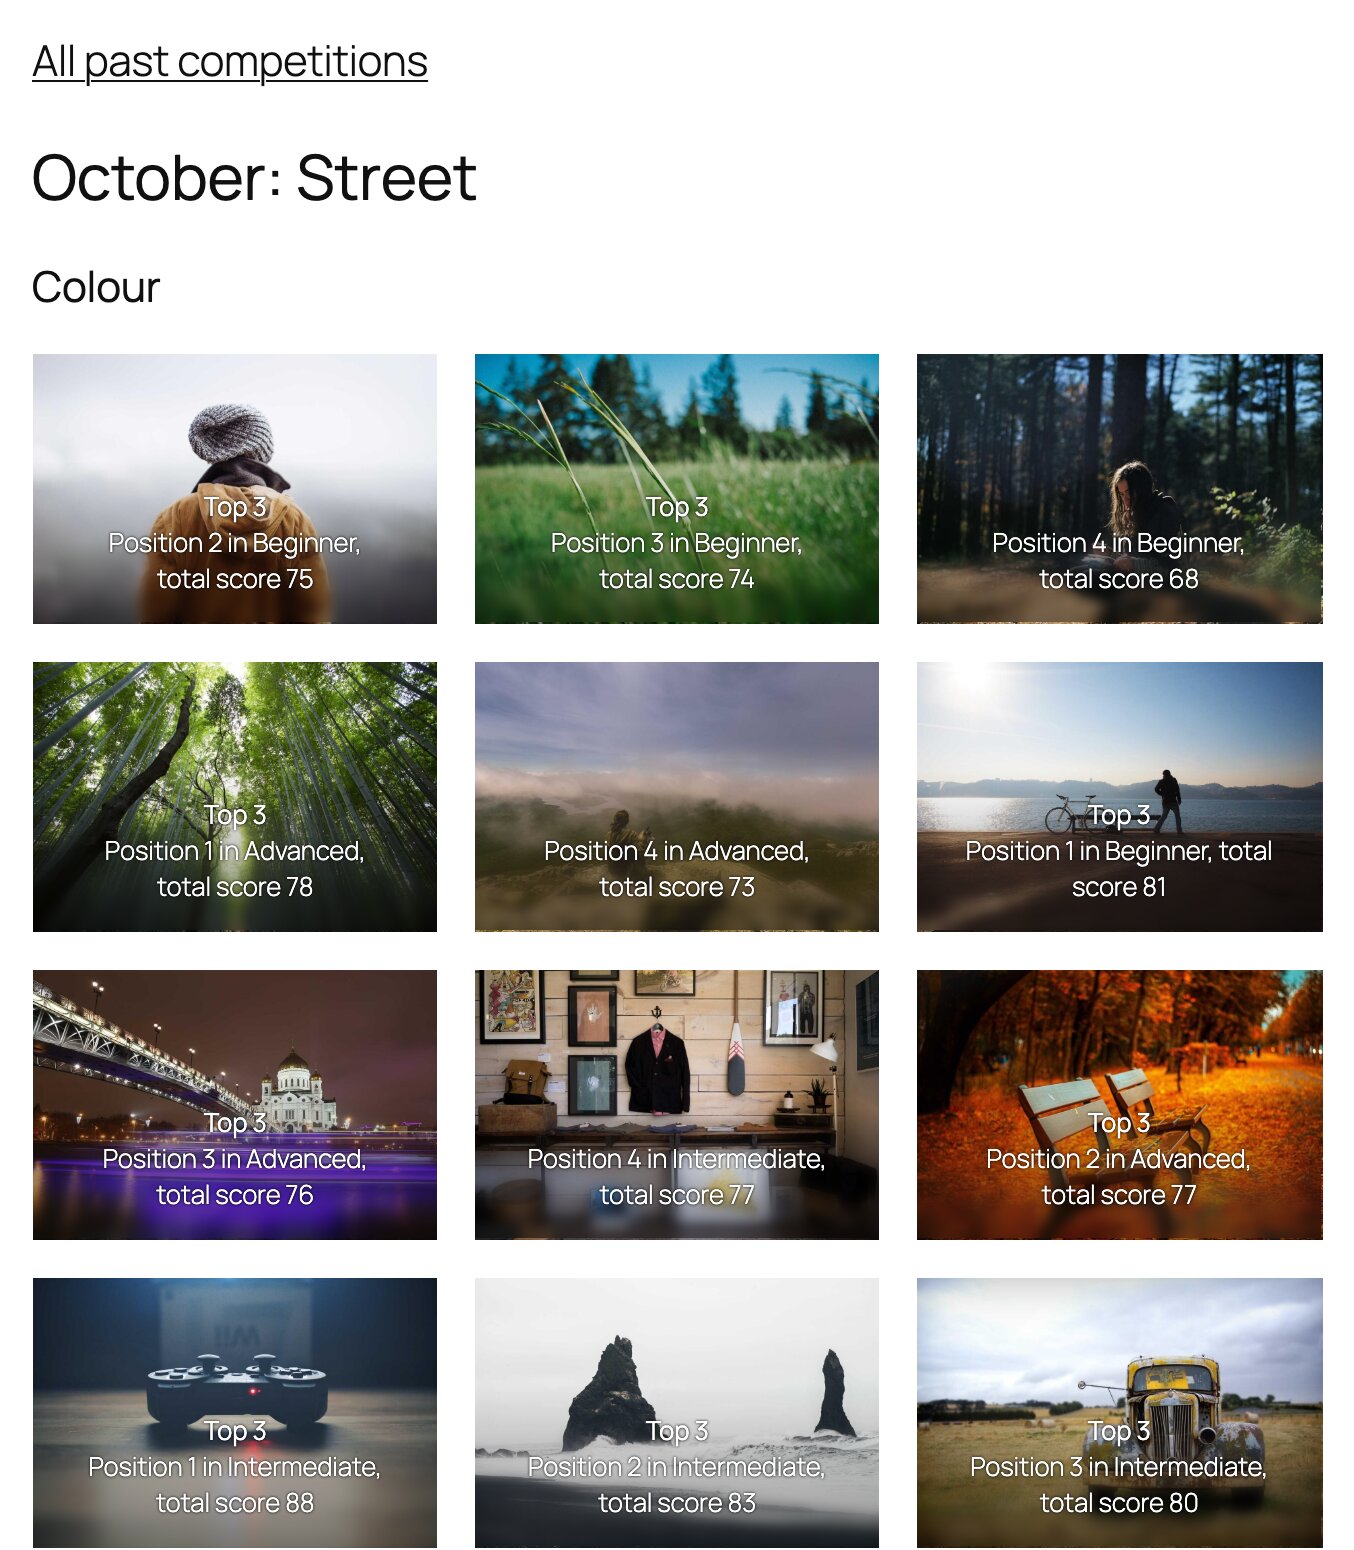 All past competitions
October: Street
Colour
Top 3
Position 2 in Beginner,
total score 75
Top 3
Position 3 in Beginner,
total score 74
Position 4 in Beginner,
total score 68
Top 3
Position 1 in Advanced,
total score 78
Position 4 in Advanced,
total score 73
Top 3
Position 1 in Beginner, total
score 81
Top 3
Position 3 in Advanced,
total score 76
Position 4 in Intermediate,
total score 77
Top 3
Position 2 in Advanced,
total score 77
Top 3
Position 1 in Intermediate,
total score 88
Top 3
Position 2 in Intermediate,
total score 83
Top 3
Position 3 in Intermediate,
total score 80